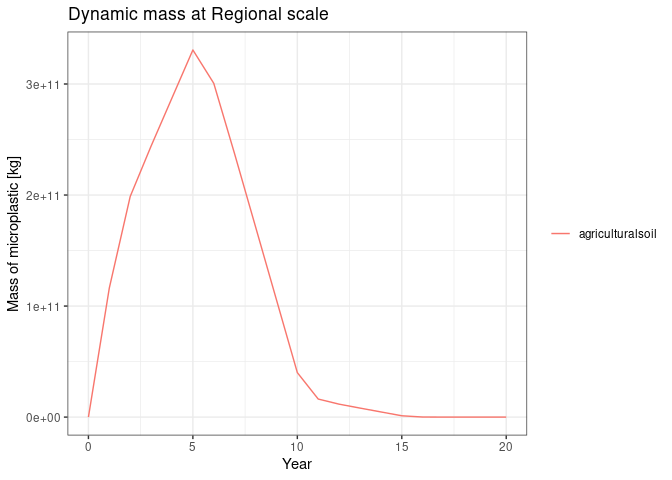 Dynamic mass at Regional scale
Mass of microplastic [kg]
3e+11
2e+11
1e+11
0e+00
0 5 10 15 20
Year
agriculturalsoil